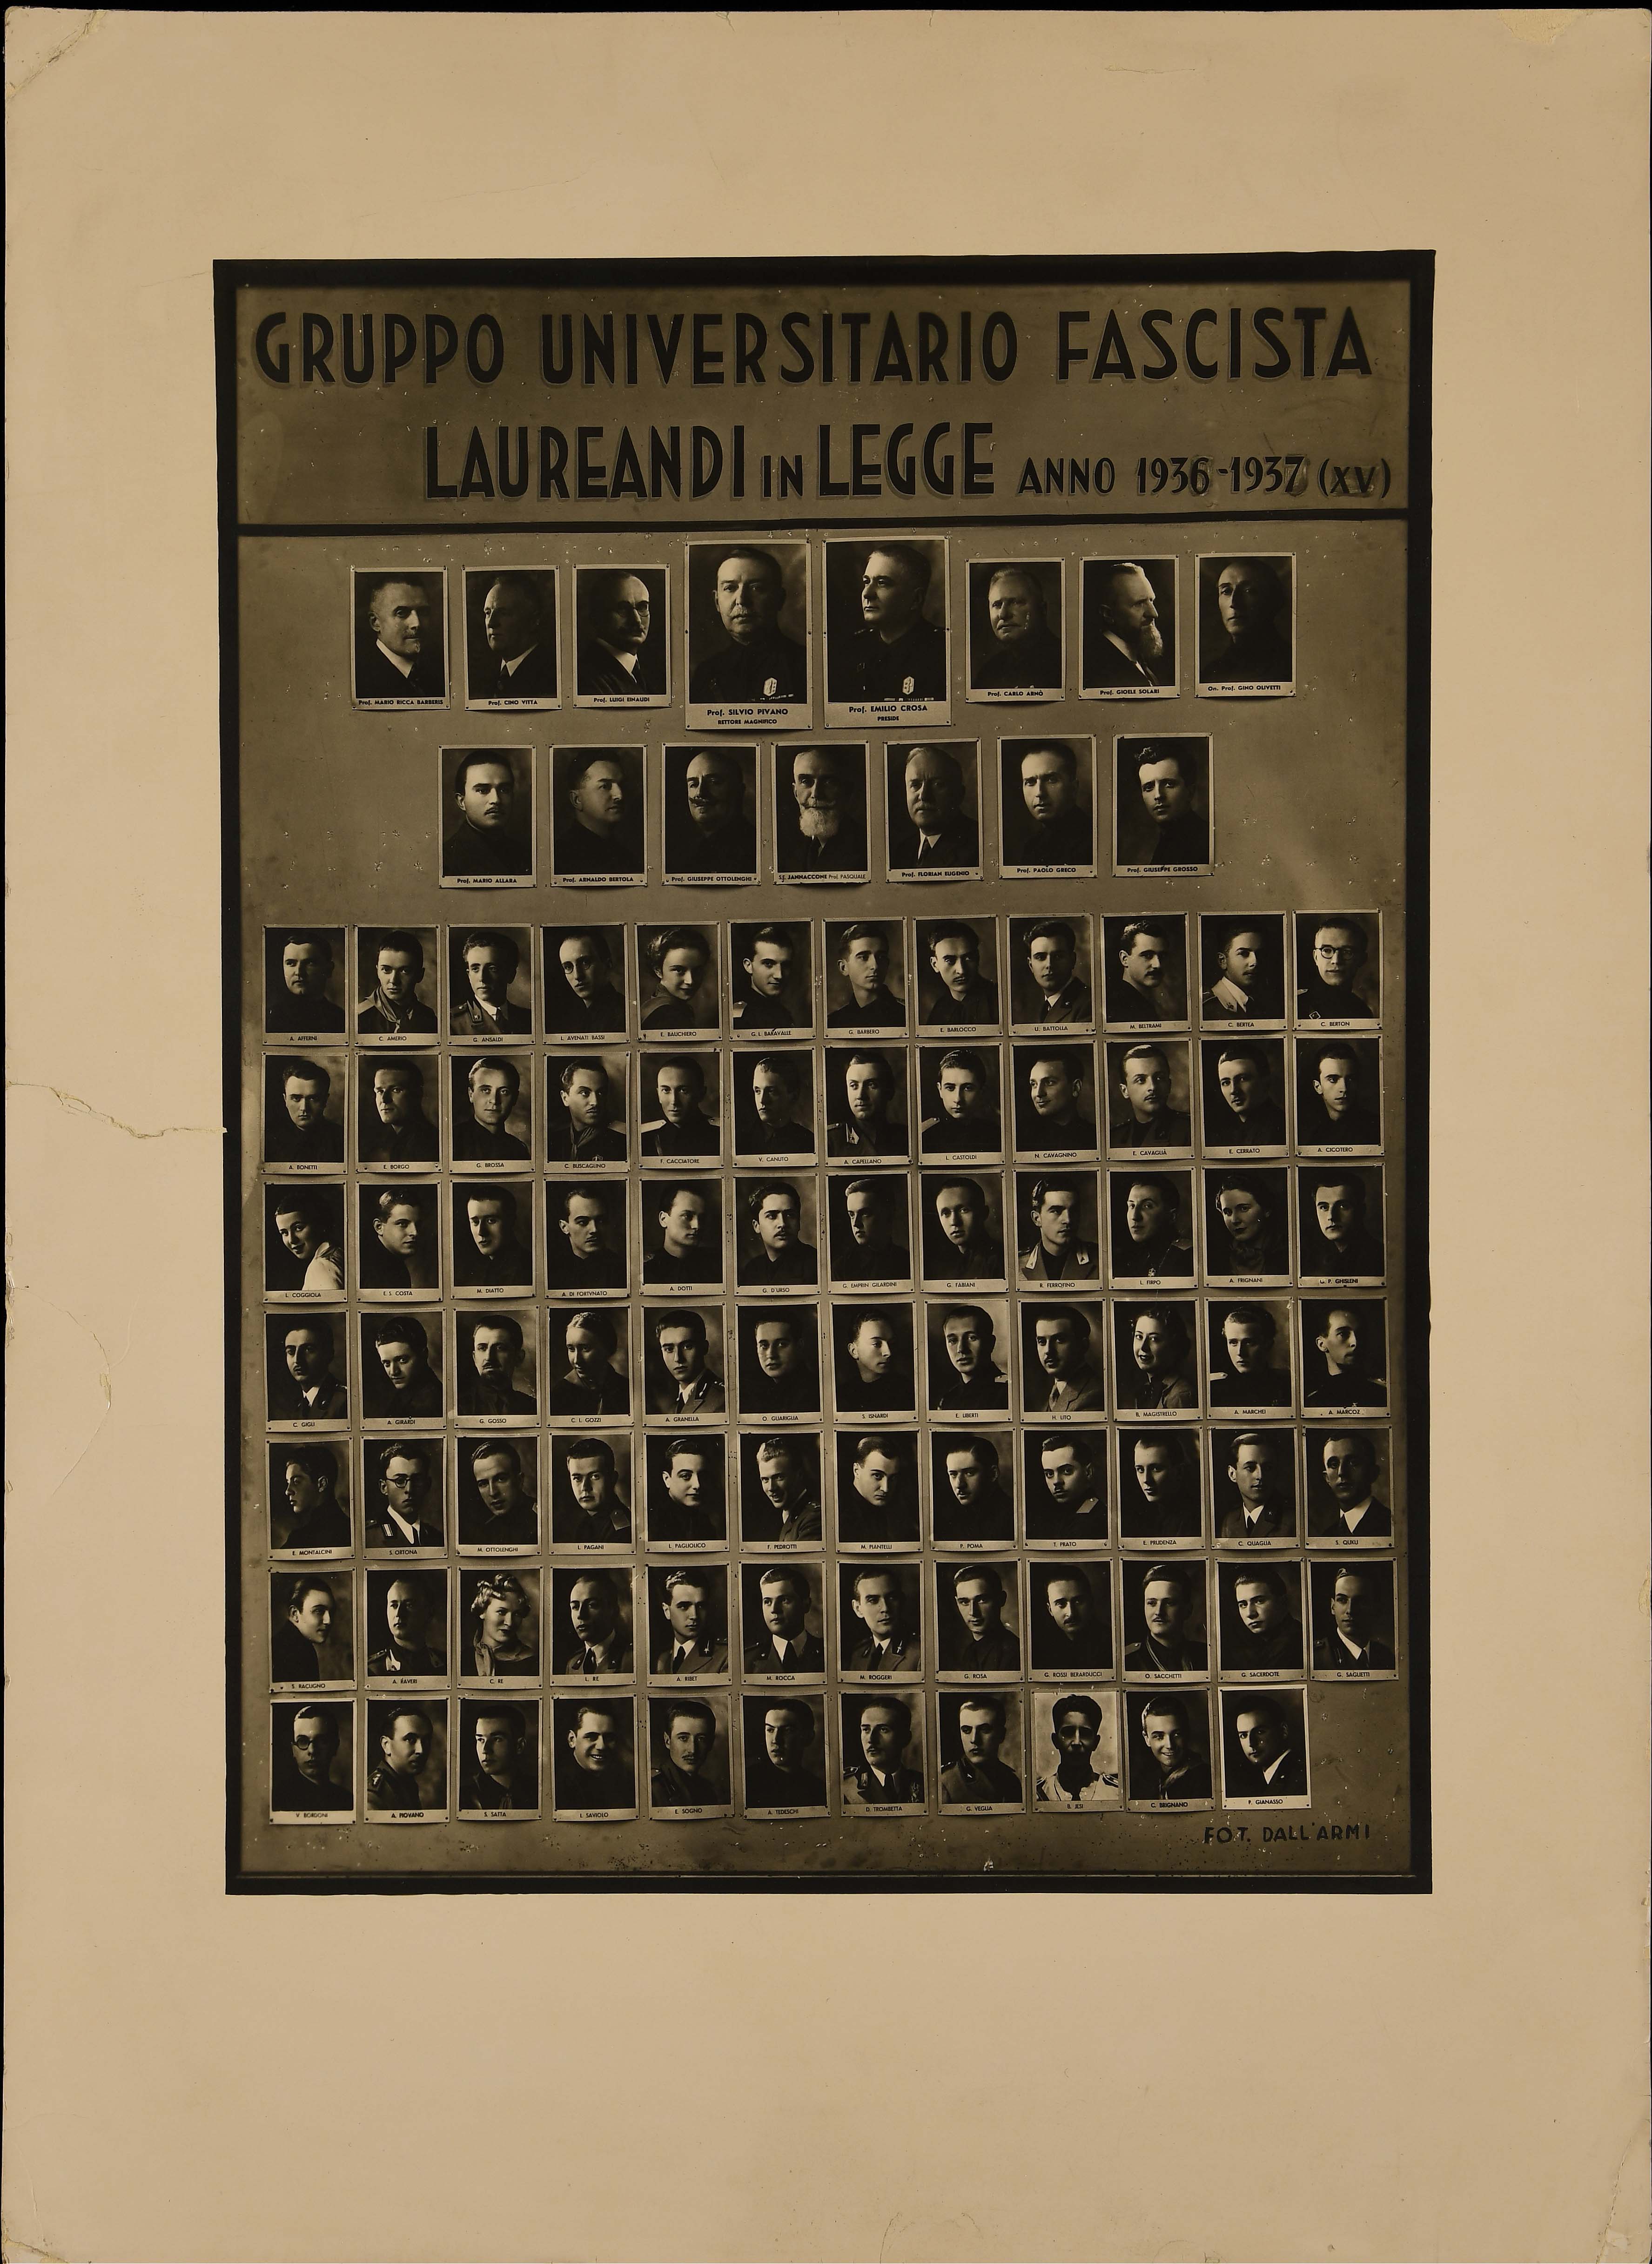 GRUPPO UNIVERSITARIO FASCISTA
LAUREANDI IN LEGGE ANNO 1936-1937 (XV)
Prof. MARIO RICCA BARBERIS
Prof. CINO VITTA
Prof. LUIGI EINAUDI
Prof. SILVIO PIVANO
RETTORE MAGNIFICO
Prof. EMILIO CROSA
PRESIDE
Prof. CARLO ARNÒ
Prof. GIOELE SOLARI
On. Prof. GINO OLIVETTI
Prof. MARIO ALLARA
Prof. ARNALDO BERTOLA
Prof. GIUSEPPE OTTOLENGHI
JANNACCONE Prof. PASQUALE
Prof. FLORIAN EUGENIO
Prof. PAOLO GRECO
Prof. GIUSEPPE GROSSO
A. AFFERNI
C. AMERIO
G. ANSALDI
L. AVENATI BASSI
E. BAUCHIERO
G. L. BARAVALLE
G. BARBERO
E. BARLOCCO
U. BATTOLLA
M. BELTRAMI
C. BERTEA
C. BERTON
A. BONETTI
E. BORGO
G. BROSSA
C. BUSCAGLINO
F. CACCIATORE
V. CANUTO
A. CAPELLANO
L. CASTOLDI
N. CAVAGNINO
E. CAVAGLIÀ
E. CERRATO
A. CICOTERO
L. COGGIOLA
E. S. COSTA
M. DIATTO
A. DI FORTVNATO
A. DOTTI
G. D'URSO
G. EMPRIN GILARDINI
G. FABIANI
R. FERROFINO
L. FIRPO
A. FRIGNANI
G. P. GHISLENI
C. GIGLI
A. GIRARDI
G. GOSSO
C. L. GOZZI
A. GRANELLA
O. GUARIGLIA
S. ISNARDI
E. LIBERTI
H. LITO
B. MAGISTRELLO
A. MARCHEI
A. MARCOZ
E. MONTALCINI
S. ORTONA
M. OTTOLENGHI
L. PAGANI
L. PAGLIOLICO
F. PEDROTTI
M. PIANTELLI
P. POMA
T. PRATO
E. PRUDENZA
C. QUAGLIA
S. QUKU
S. RACUGNO
A. RAVERI
C. RE
L. RE
A. RIBET
M. ROCCA
M. ROGGERI
G. ROSA
G. ROSSI BERARDUCCI
O. SACCHETTI
G. SACERDOTE
G. SAGLIETTI
V. BORGONI
A. PIOVANO
S. SATTA
I. SAVIOLO
E. SOGNO
A. TEDESCHI
D. TROMBETTA
G. VEGLIA
B. IESI
C. BRIGNANO
P. GIANASSO
FOT. DALL'ARMI